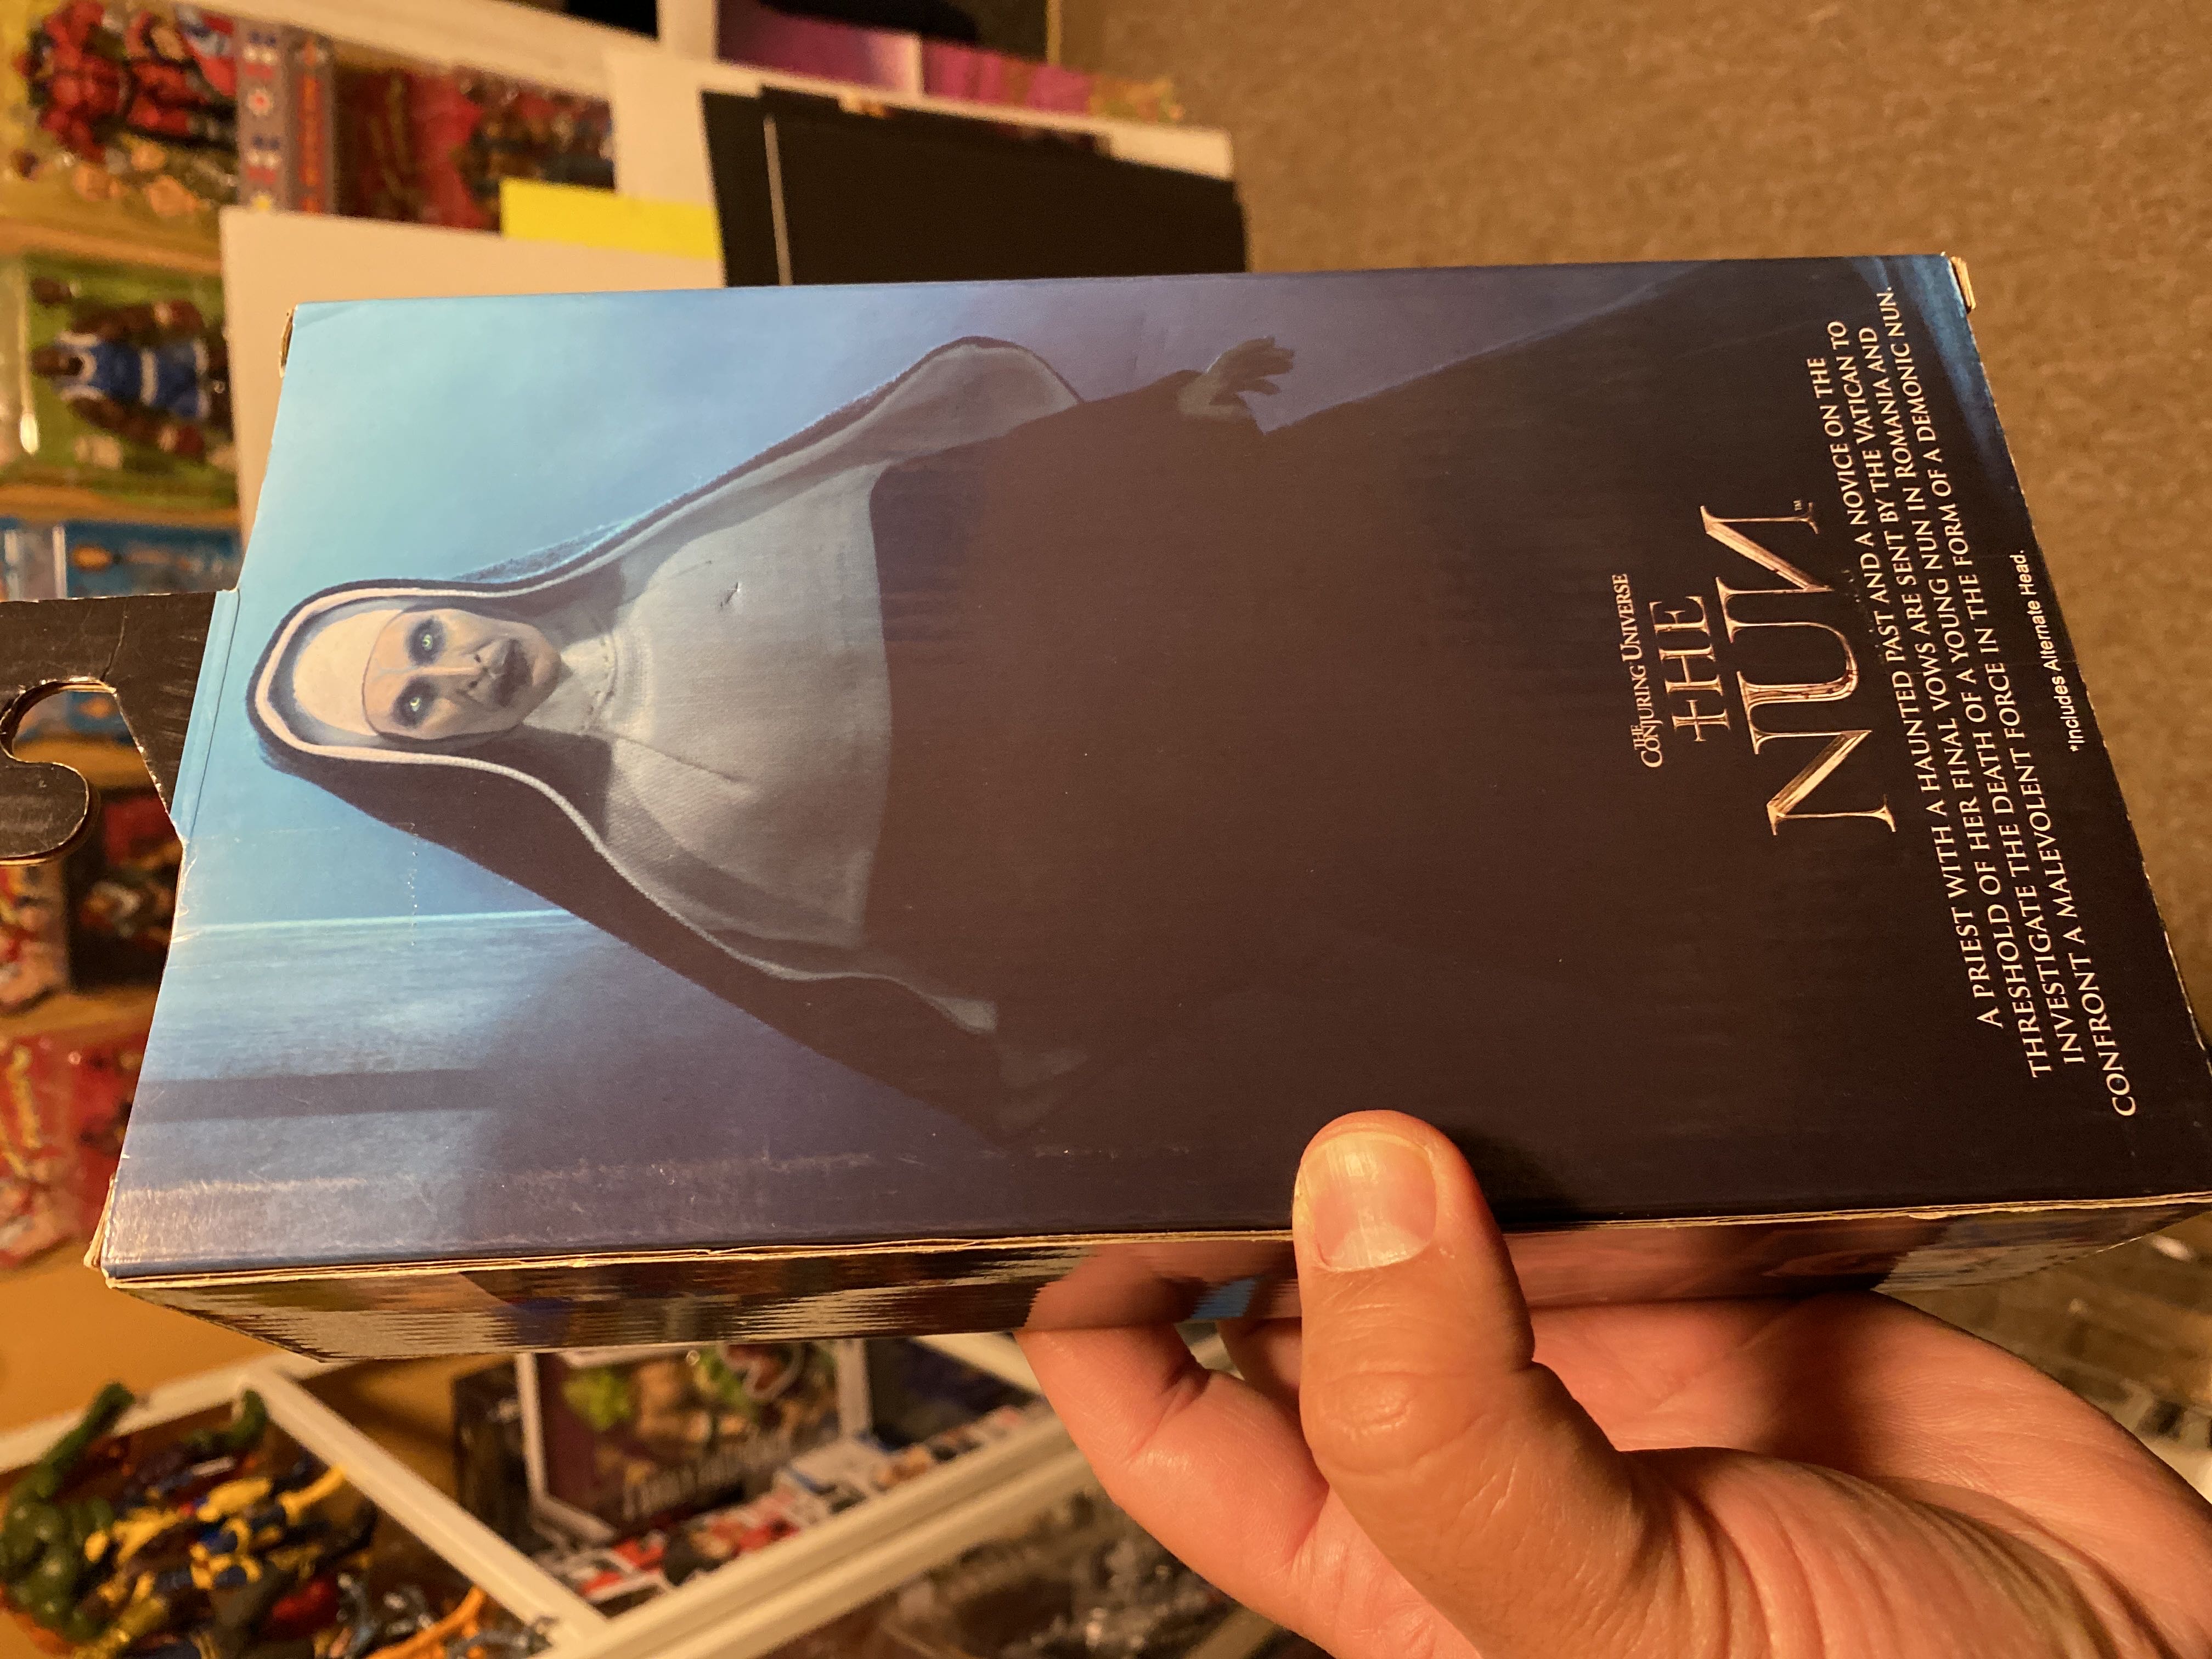 THE
CONJURING UNIVERSE
THE
NUN™
A PRIEST WITH A HAUNTED PAST AND A NOVICE ON THE
THRESHOLD OF HER FINAL VOWS ARE SENT BY THE VATICAN TO
INVESTIGATE THE DEATH OF A YOUNG NUN IN ROMANIA AND
CONFRONT A MALEVOLENT FORCE IN THE FORM OF A DEMONIC NUN.
*Includes Alternate Head.